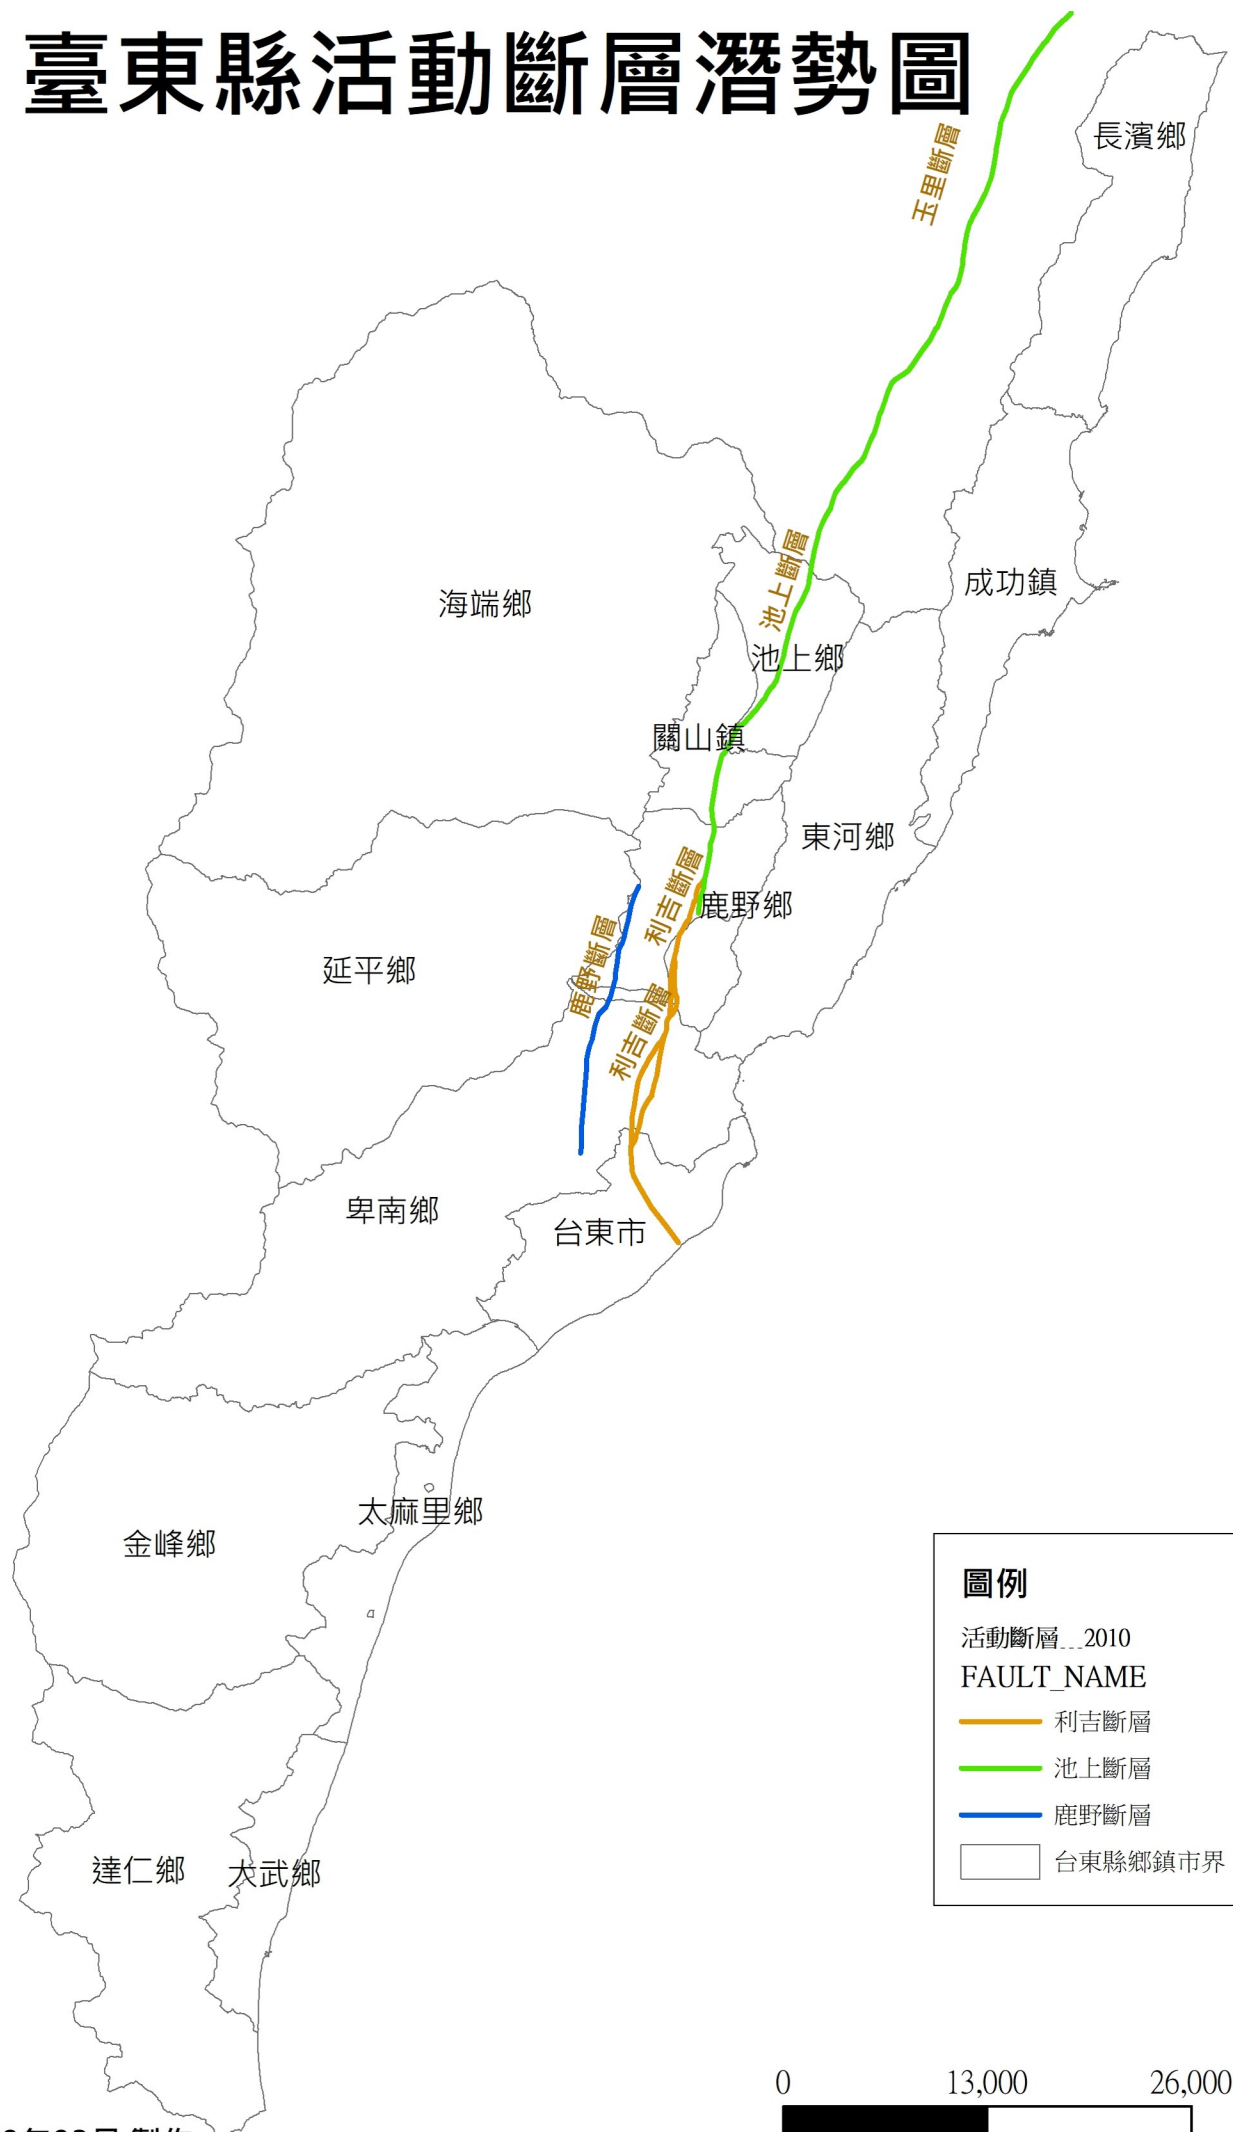 臺東縣活動斷層潛勢圖
長濱鄉
玉里斷層
池上斷層
成功鎮
海端鄉
池上鄉
關山鎮
東河鄉
利吉斷層
鹿野鄉
鹿野斷層
延平鄉
利吉斷層
卑南鄉
台東市
太麻里鄉
金峰鄉
達仁鄉
大武鄉
圖例
活動斷層__2010
FAULT_NAME
利吉斷層
池上斷層
鹿野斷層
台東縣鄉鎮市界
0 13,000 26,000